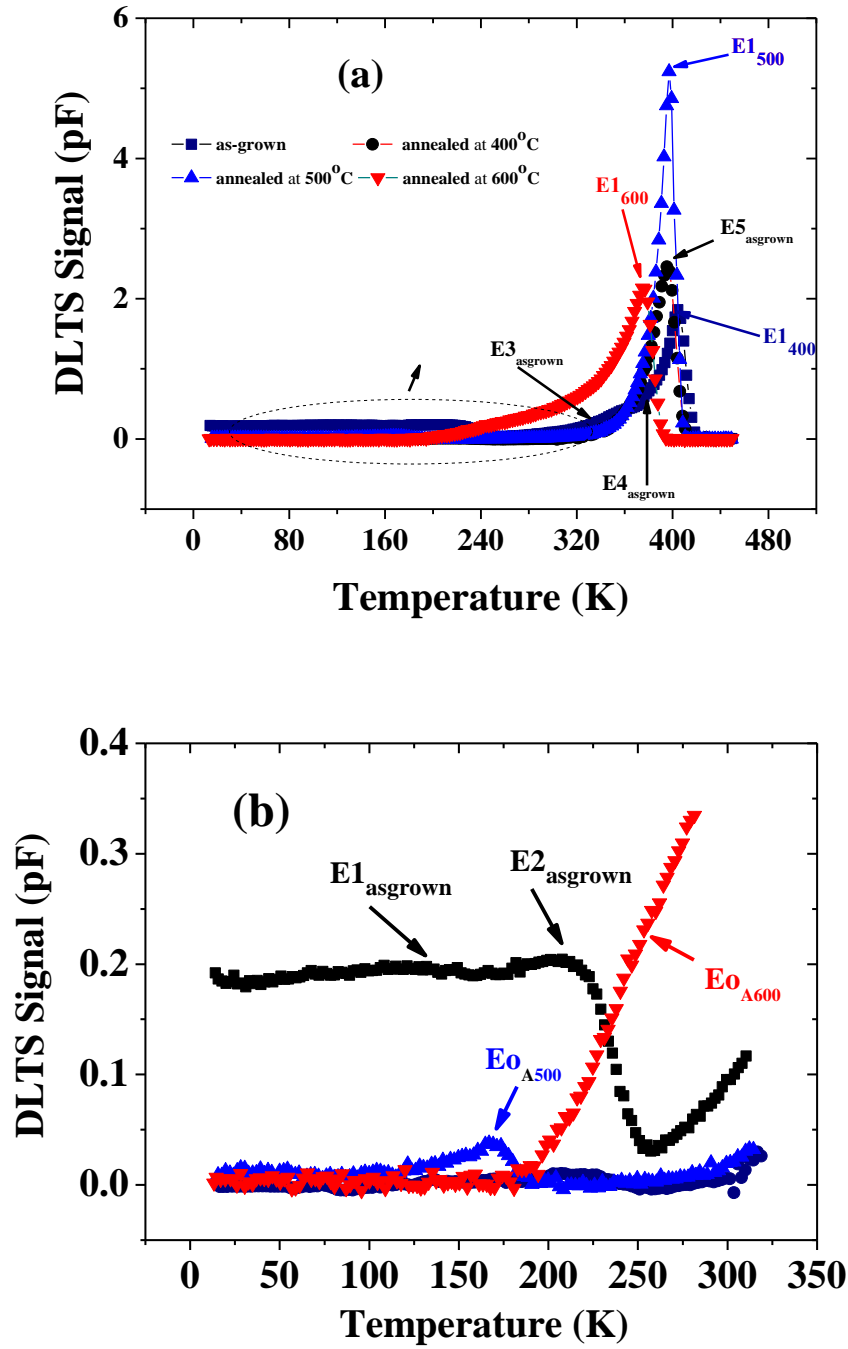 (a)
E1500
as-grown
annealed at 400°C
annealed at 500°C
annealed at 600°C
E1600
E5asgrown
E1400
E3asgrown
E4asgrown
DLTS Signal (pF)
6
4
2
0
0
80
160
240
320
400
480
Temperature (K)
(b)
E1asgrown
E2asgrown
EoA600
EoA500
DLTS Signal (pF)
0.4
0.3
0.2
0.1
0.0
0
50
100
150
200
250
300
350
Temperature (K)